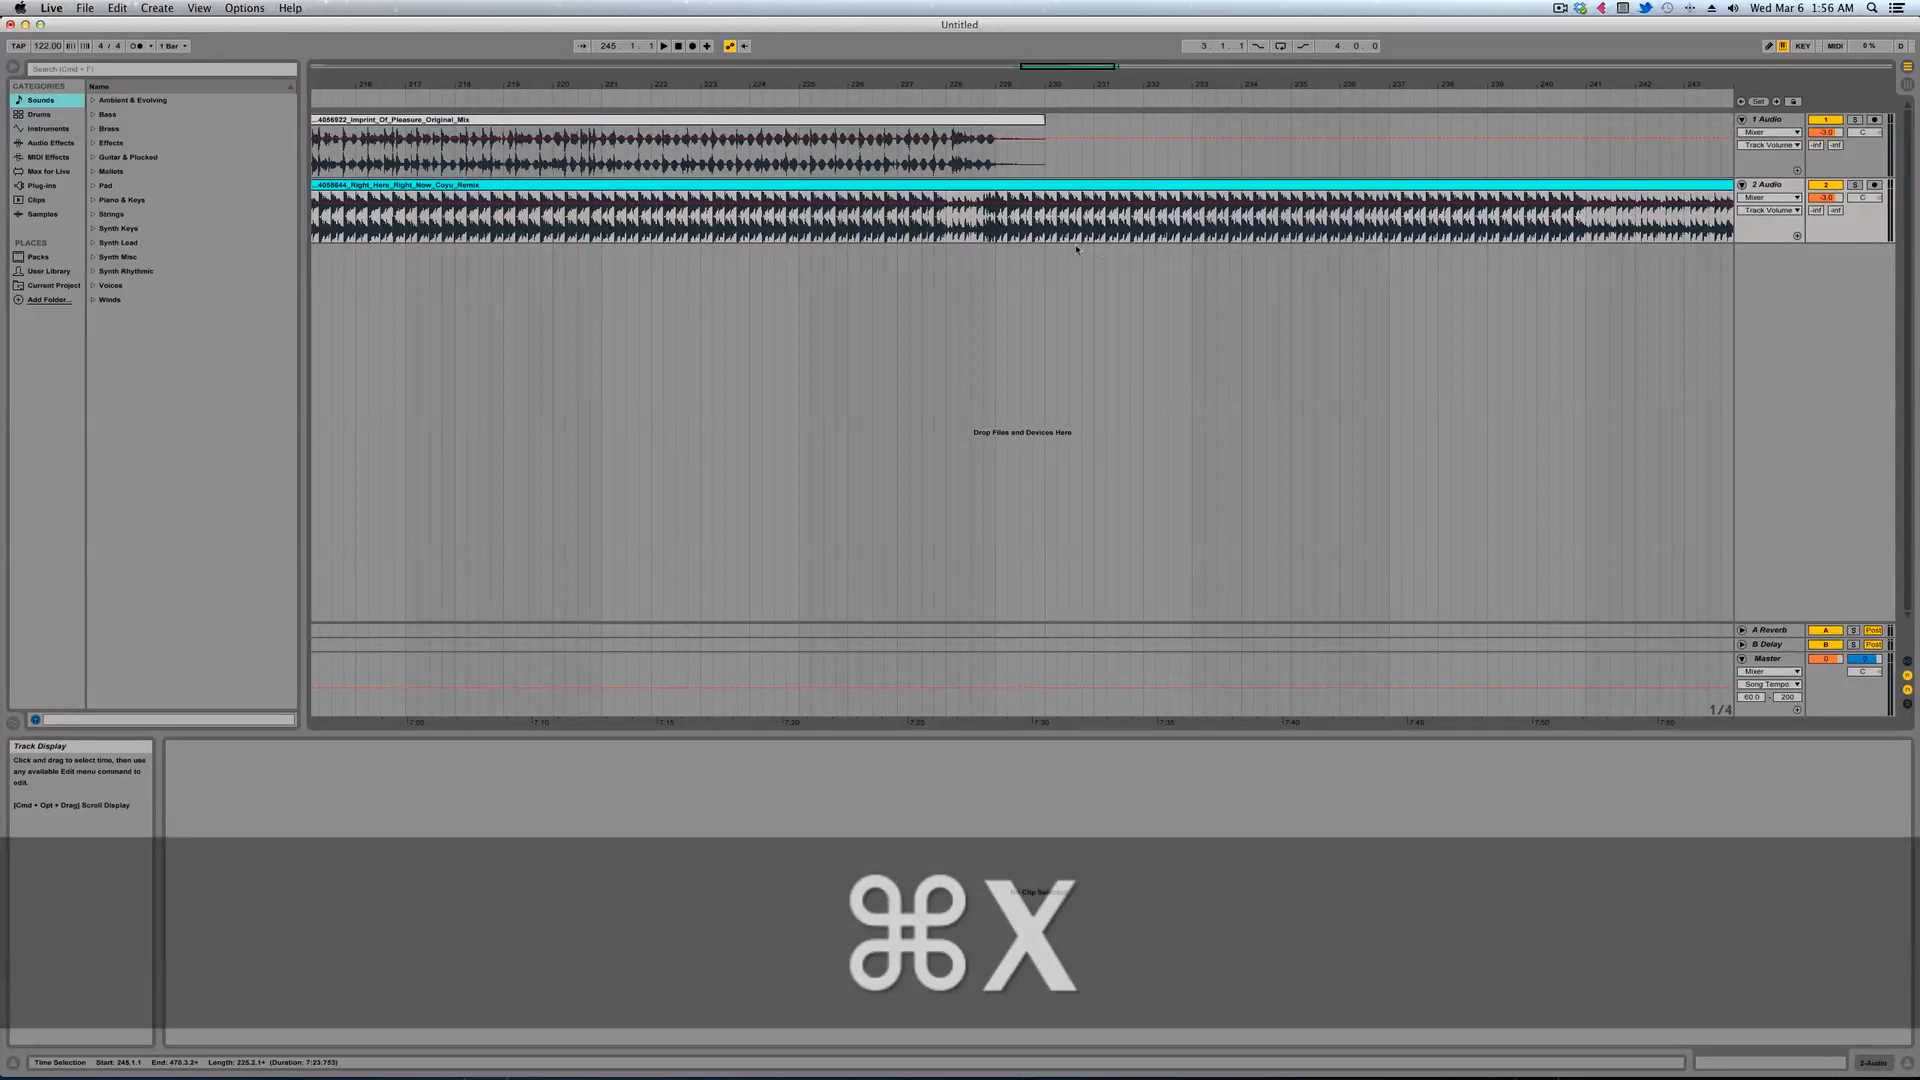 Live File Edit Create View Options Help Wed Mar 6 1:56 AM
Untitled
TAP 122.00 4 / 4 1 Bar 245. 1. 1 3. 1. 1 4. 0. 0 KEY MIDI 0 % D
Search (Cmd + F)
CATEGORIES
Sounds
Drums
Instruments
Audio Effects
MIDI Effects
Max for Live
Plug-ins
Clips
Samples
PLACES
Packs
User Library
Current Project
Add Folder...
Name
Ambient & Evolving
Bass
Brass
Effects
Guitar & Plucked
Mallets
Pad
Piano & Keys
Strings
Synth Keys
Synth Lead
Synth Misc
Synth Rhythmic
Voices
Winds
216 217 218 219 220 221 222 223 224 225 226 227 228 229 230 231 232 233 234 235 236 237 238 239 240 241 242 243
Set
...4056922_Imprint_Of_Pleasure_Original_Mix
1 Audio 1 S
Mixer -3.0 C
Track Volume -inf -inf
...4058644_Right_Here_Right_Now_Coyu_Remix
2 Audio 2 S
Mixer -3.0 C
Track Volume -inf -inf
Drop Files and Devices Here
A Reverb A S Post
B Delay B S Post
Master 0 0
Mixer C
Song Tempo
60.0 200
1/4
7:05 7:10 7:15 7:20 7:25 7:30 7:35 7:40 7:45 7:50 7:55
Track Display
Click and drag to select time, then use
any available Edit menu command to
edit.
[Cmd + Opt + Drag] Scroll Display
No Clip Selected
⌘X
Time Selection Start: 245.1.1 End: 470.3.2+ Length: 225.2.1+ (Duration: 7:23:753)
2-Audio